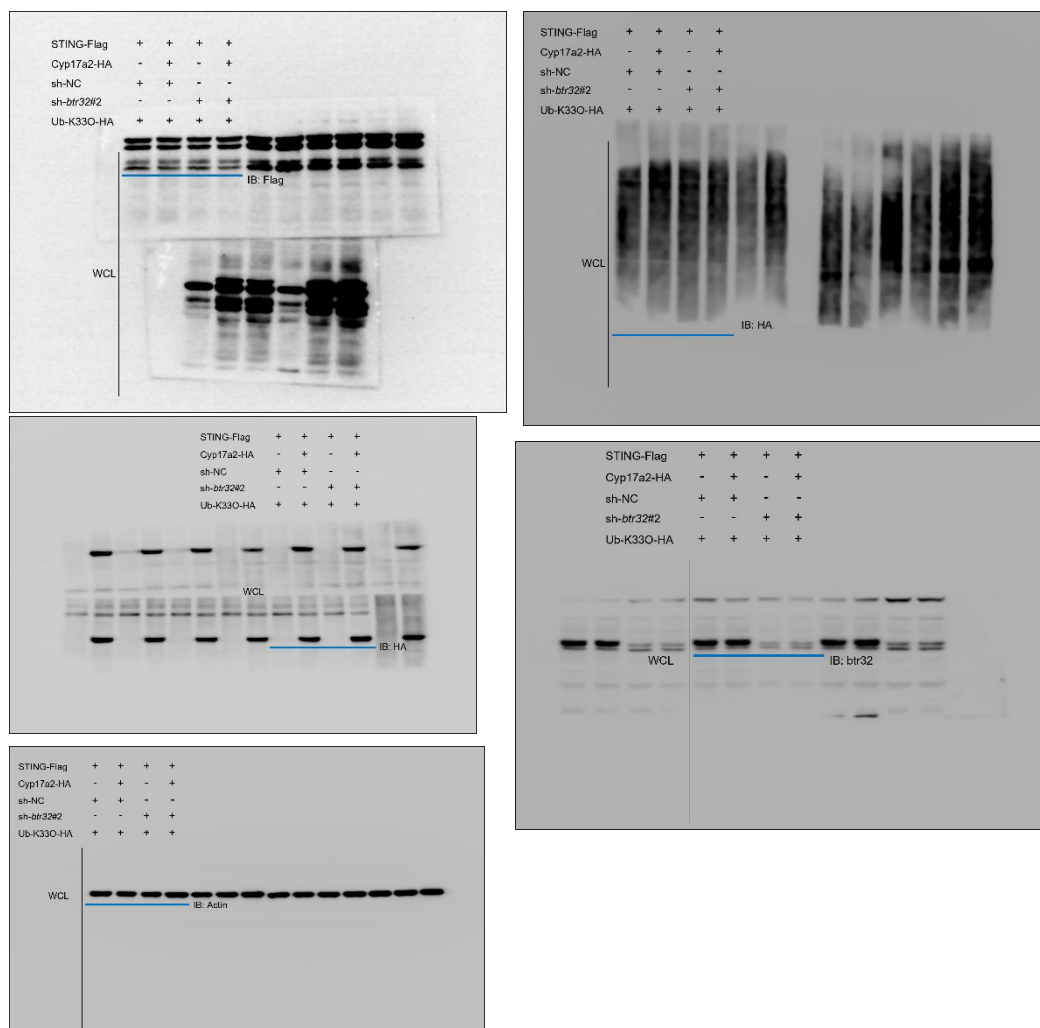 STING-Flag + + + +
Cyp17a2-HA - + - +
sh-NC + + - -
sh-btr32#2 - - + +
Ub-K33O-HA + + + +
IB: Flag
WCL
STING-Flag + + + +
Cyp17a2-HA - + - +
sh-NC + + - -
sh-btr32#2 - - + +
Ub-K33O-HA + + + +
WCL
IB: HA
STING-Flag + + + +
Cyp17a2-HA - + - +
sh-NC + + - -
sh-btr32#2 - - + +
Ub-K33O-HA + + + +
WCL
IB: HA
STING-Flag + + + +
Cyp17a2-HA - + - +
sh-NC + + - -
sh-btr32#2 - - + +
Ub-K33O-HA + + + +
WCL IB: btr32
STING-Flag + + + +
Cyp17a2-HA - + - +
sh-NC + + - -
sh-btr32#2 - - + +
Ub-K33O-HA + + + +
WCL
IB: Actin